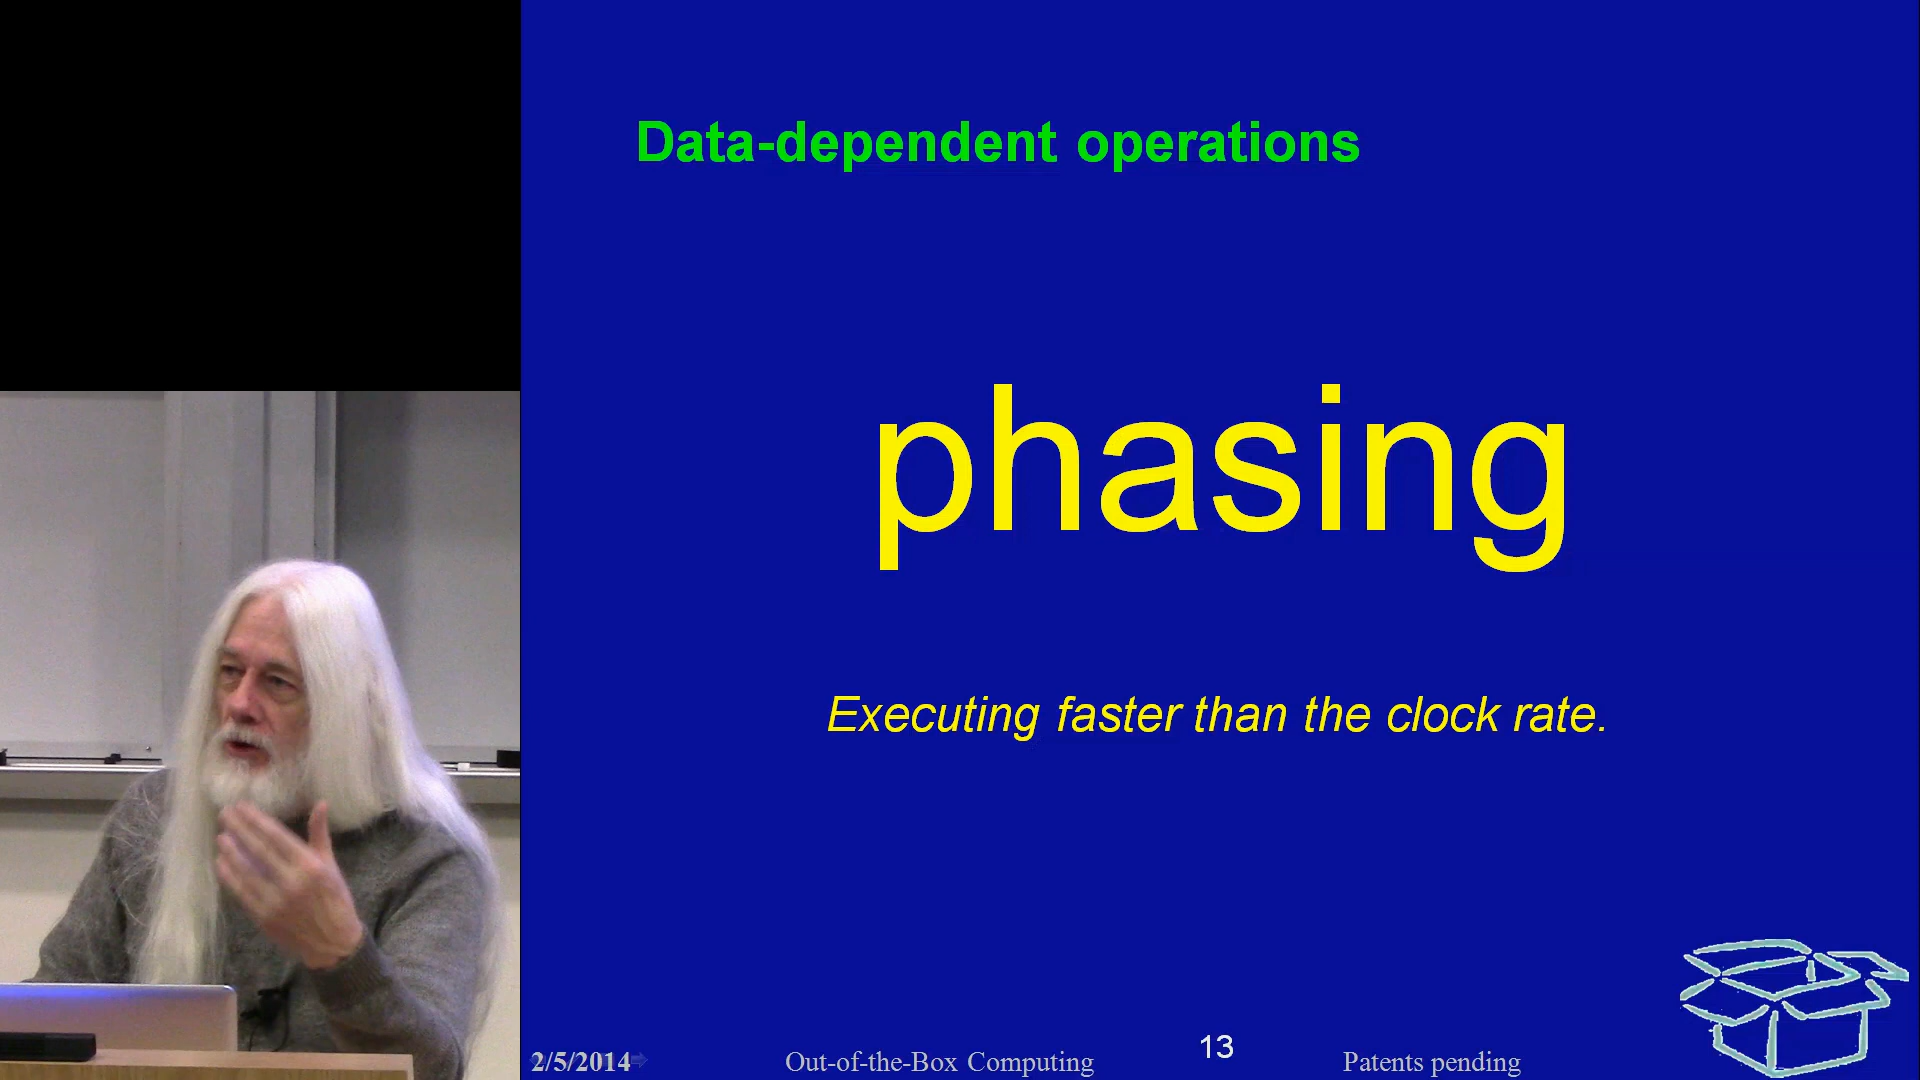 Data-dependent operations
phasing
Executing faster than the clock rate.
2/5/2014
Out-of-the-Box Computing
13
Patents pending